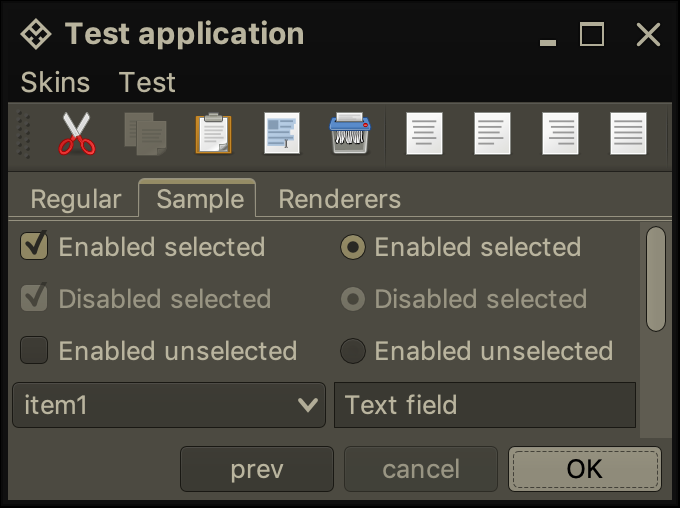 Test application
Skins Test
Regular Sample Renderers
Enabled selected Enabled selected
Disabled selected Disabled selected
Enabled unselected Enabled unselected
item1 Text field
prev cancel OK